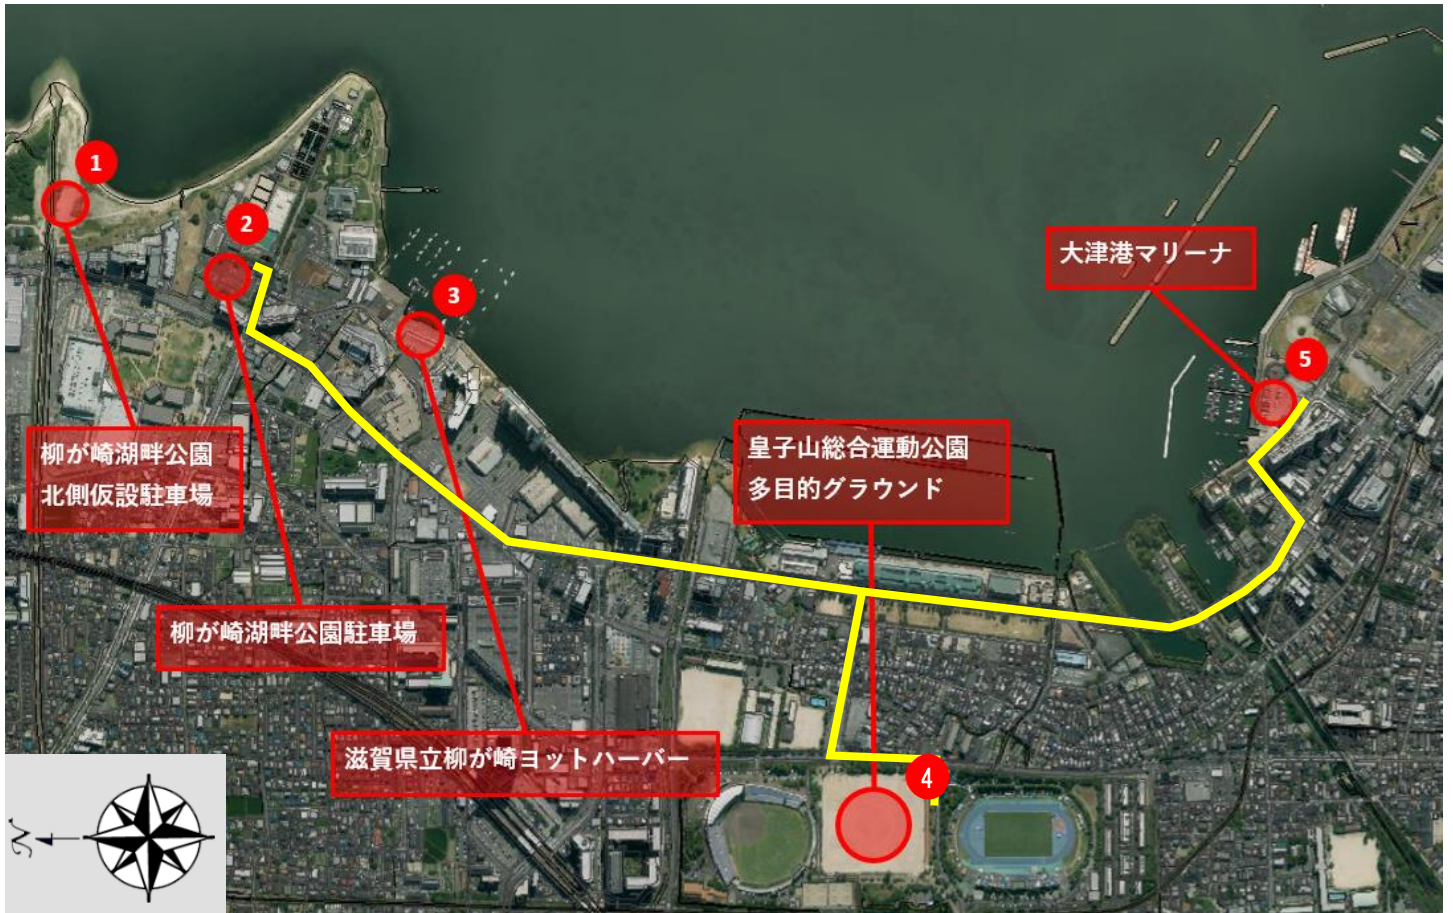 1
2
3
大津港マリーナ
5
柳が崎湖畔公園
北側仮設駐車場
皇子山総合運動公園
多目的グラウンド
柳が崎湖畔公園駐車場
滋賀県立柳が崎ヨットハーバー
4
N